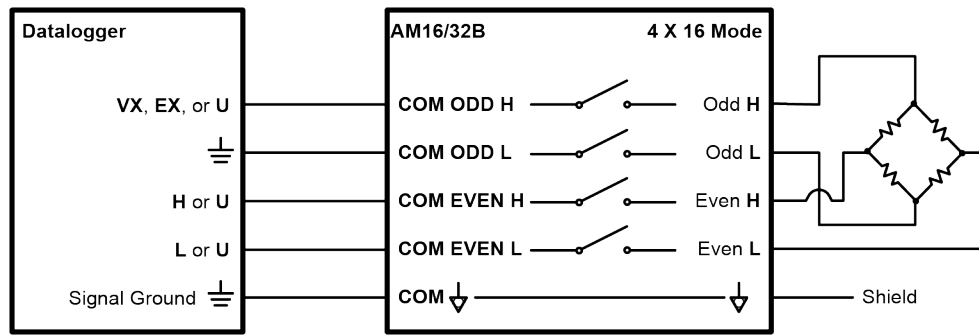 Datalogger
AM16/32B 4 X 16 Mode
VX, EX, or U COM ODD H Odd H
COM ODD L Odd L
H or U COM EVEN H Even H
L or U COM EVEN L Even L
Signal Ground COM Shield